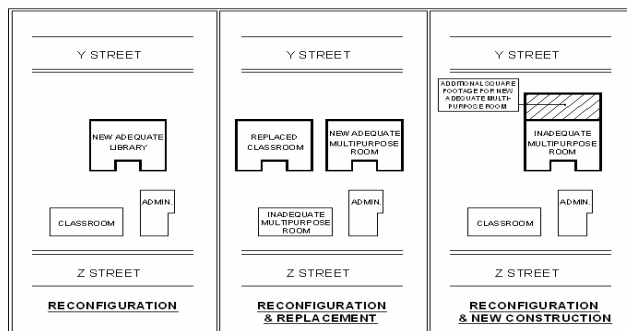 Y STREET
NEW ADEQUATE
LIBRARY
CLASSROOM
ADMIN.
Z STREET
RECONFIGURATION
Y STREET
REPLACED
CLASSROOM
NEW ADEQUATE
MULTIPURPOSE
ROOM
INADEQUATE
MULTIPURPOSE
ROOM
ADMIN.
Z STREET
RECONFIGURATION
& REPLACEMENT
Y STREET
ADDITIONAL SQUARE
FOOTAGE FOR NEW
ADEQUATE MULTI-
PURPOSE ROOM
INADEQUATE
MULTIPURPOSE
ROOM
CLASSROOM
ADMIN.
Z STREET
RECONFIGURATION
& NEW CONSTRUCTION